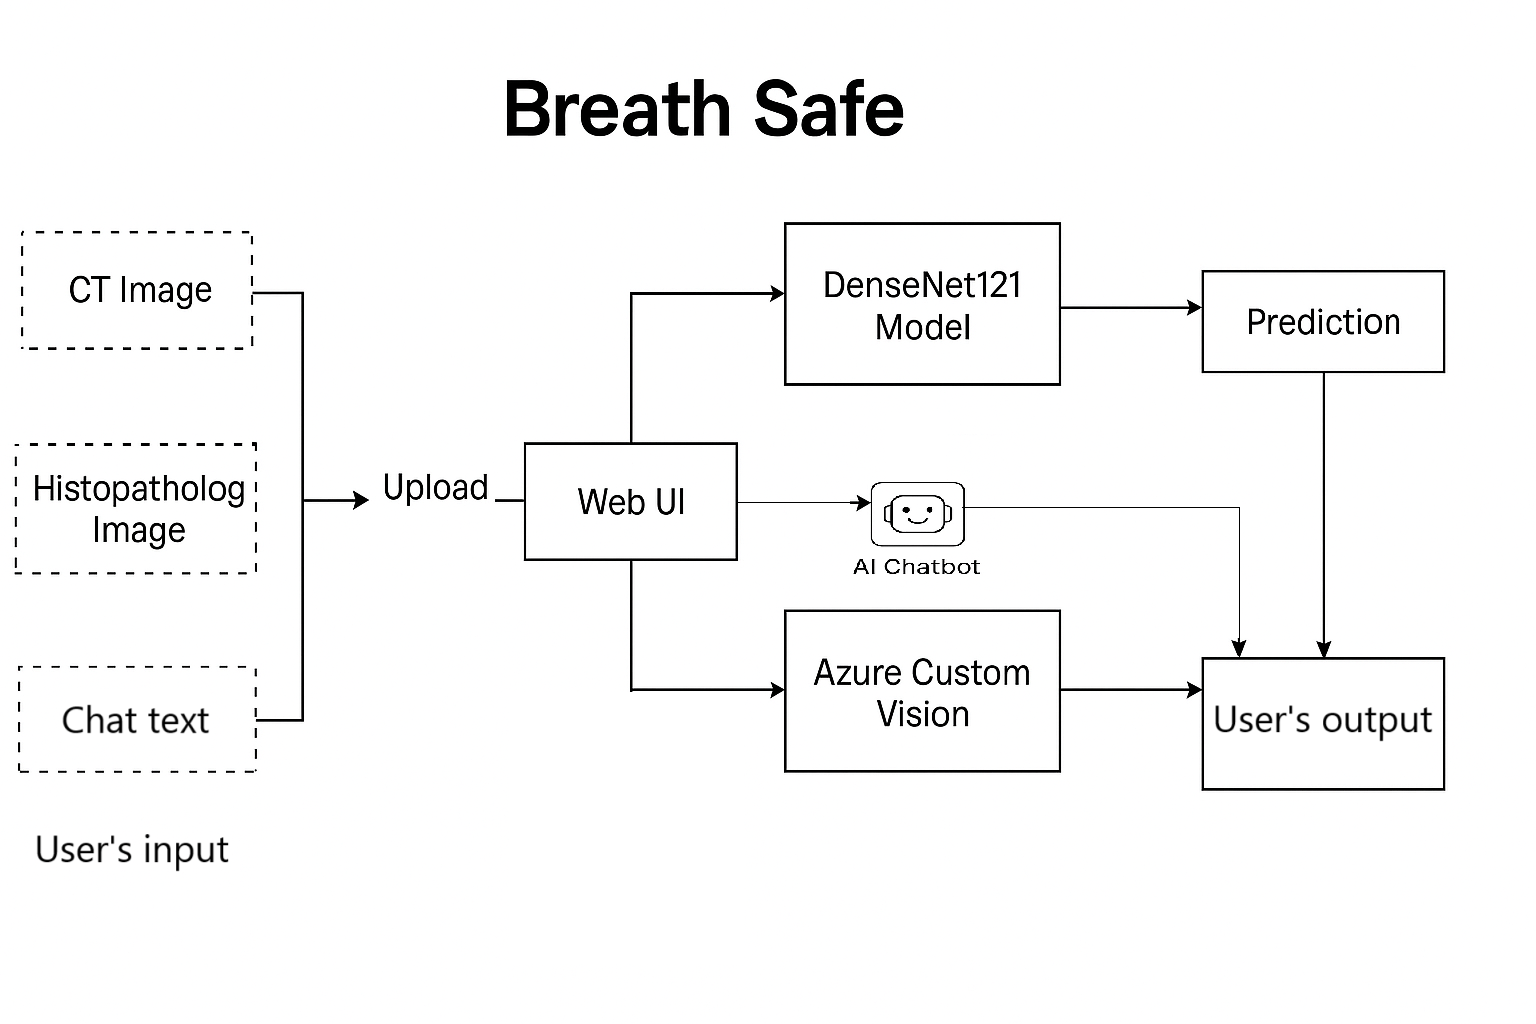 Breath Safe
CT Image
Histopatholog
Image
Chat text
User's input
Upload
Web UI
DenseNet121
Model
AI Chatbot
Azure Custom
Vision
Prediction
User's output